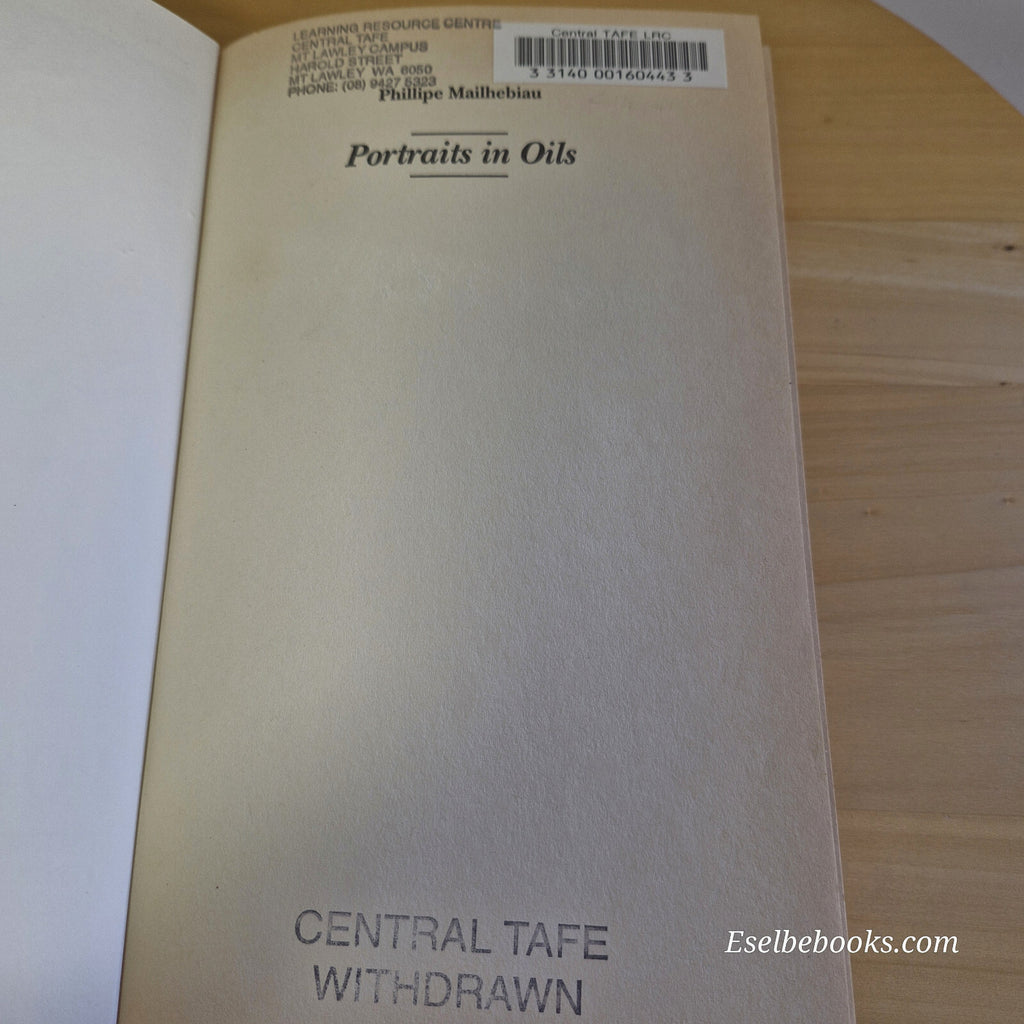 LEARNING RESOURCE CENTRE
CENTRAL TAFE
MT LAWLEY CAMPUS
HAROLD STREET
MT LAWLEY WA 6050
PHONE: (08) 9427 5323
Central TAFE LRC
3 3140 00160443 3
Phillipe Mailhebiau
Portraits in Oils
CENTRAL TAFE
WITHDRAWN
Eselbebooks.com